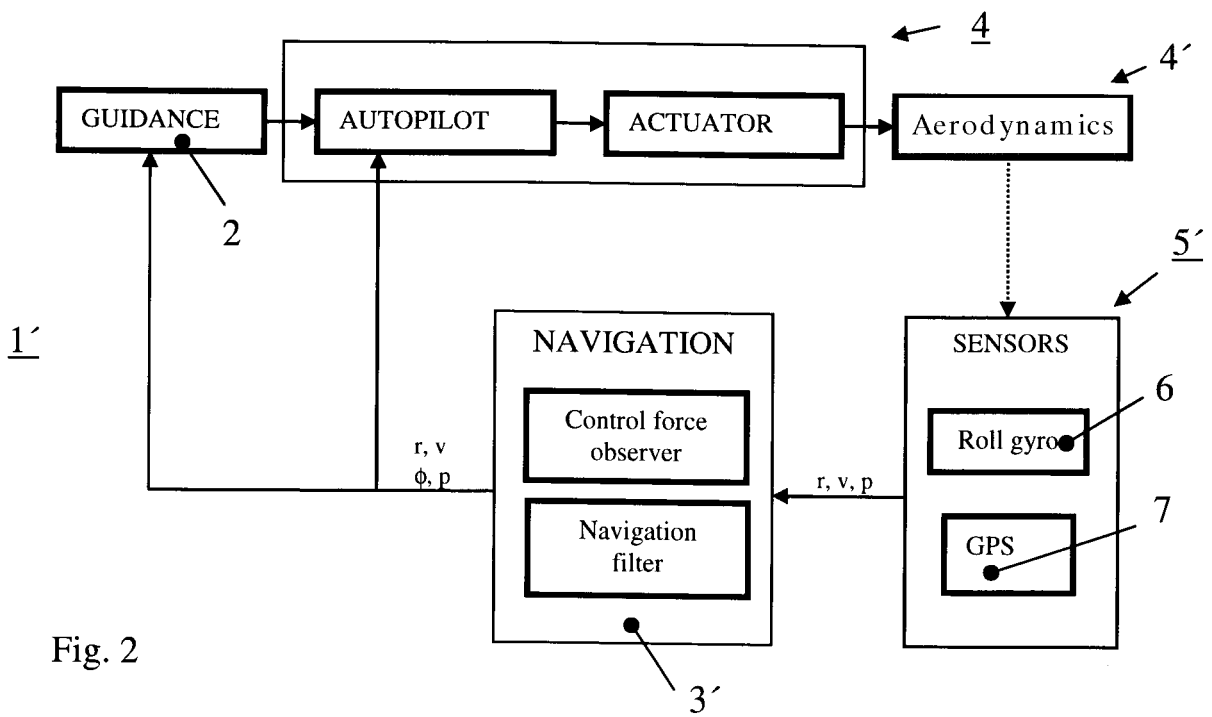 4
4´
GUIDANCE
AUTOPILOT
ACTUATOR
Aerodynamics
2
5´
1´
NAVIGATION
SENSORS
Control force
observer
6
Roll gyro
r, v
ϕ, p
r, v, p
Navigation
filter
7
GPS
Fig. 2
3´